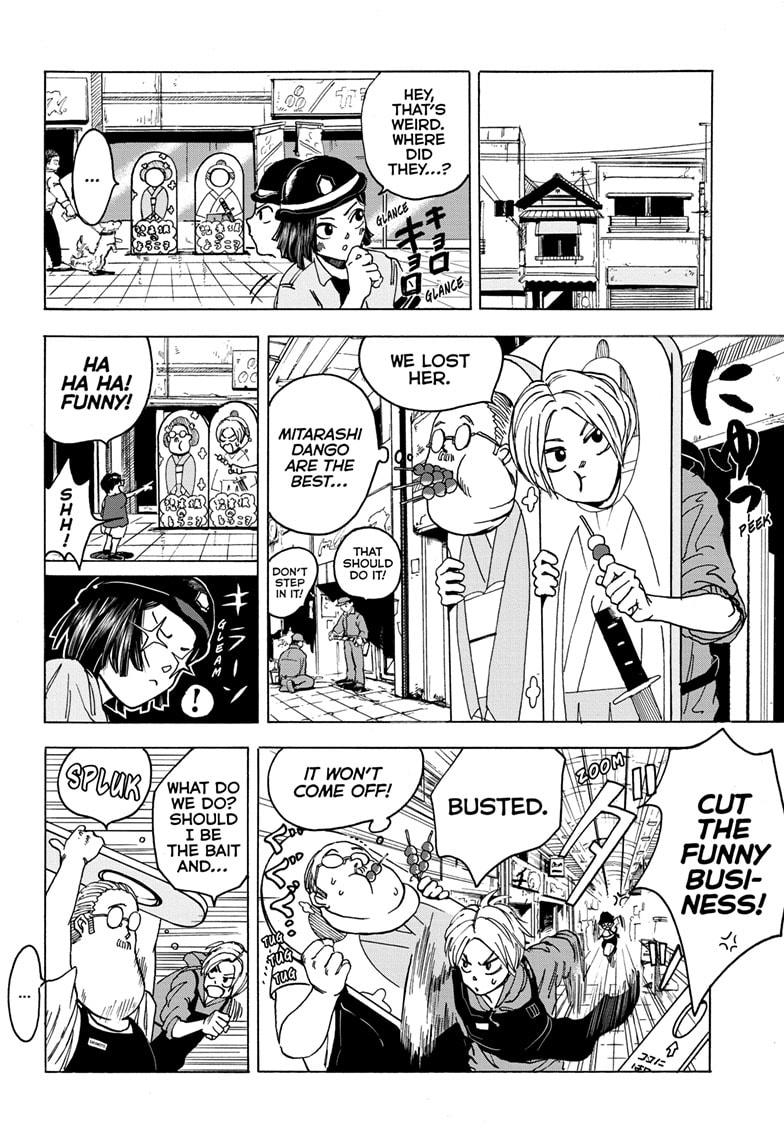 HEY,
THAT'S
WEIRD.
WHERE
DID
THEY...?
GLANCE
キョロ
キョロ
GLANCE
...
WE LOST
HER.
にゅっ
PEEK
MITARASHI
DANGO
ARE THE
BEST...
THAT
SHOULD
DO IT!
DON'T
STEP
IN IT!
HA
HA HA!
FUNNY!
SHH!
キラーン
GLEAM
!
CUT
THE
FUNNY
BUSI-
NESS!
ZOOM
BUSTED.
IT WON'T
COME OFF!
TUG
TUG
TUG
WHAT DO
WE DO?
SHOULD
I BE
THE BAIT
AND...
SPLUK
...